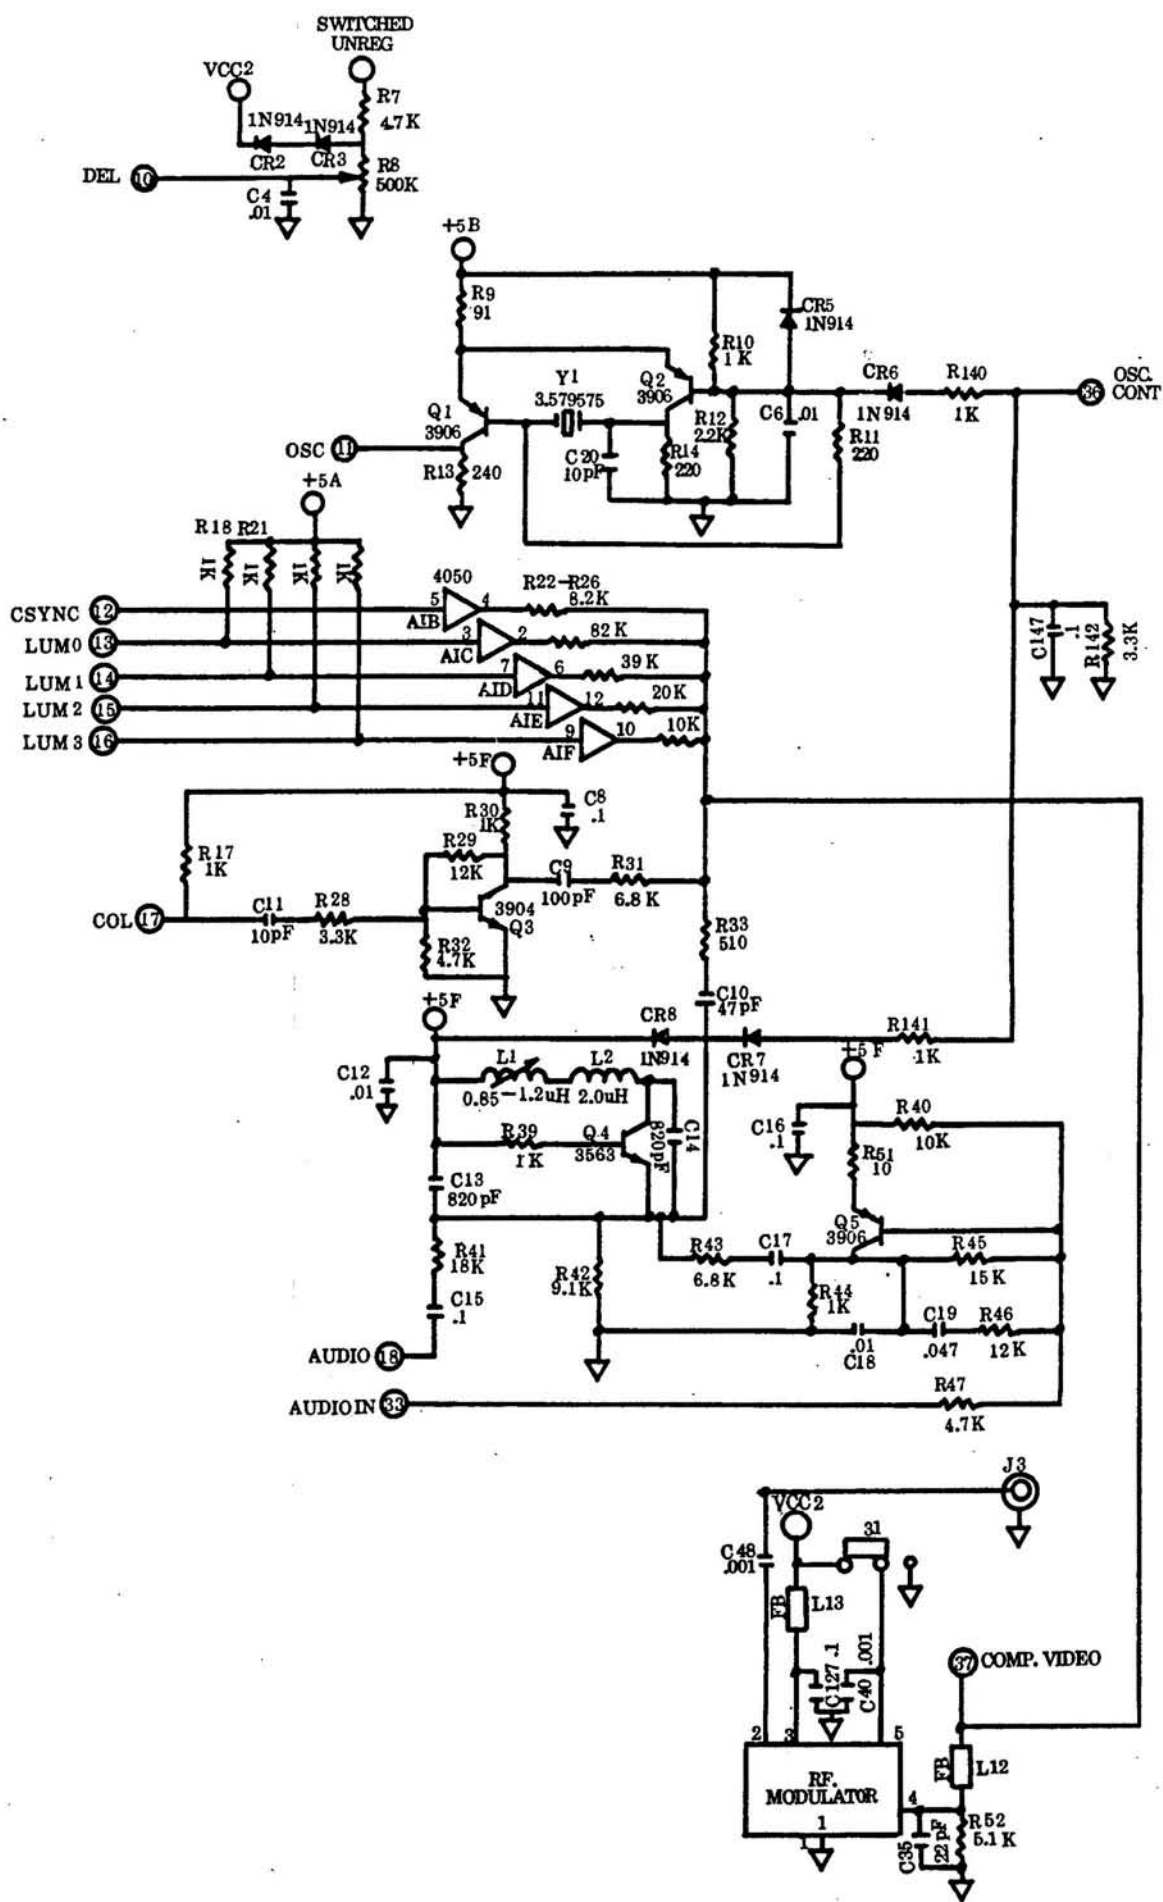 SWITCHED
UNREG
VCC2
R7
4.7K
1N914
1N914
CR2
CR3
R8
500K
DEL 10
C4
.01
+5B
R9
91
CR5
1N914
R10
1K
Y1
3.579575
Q2
3906
CR6
1N914
R140
1K
36
OSC.
CONT
Q1
3906
R12
2.2K
C6
.01
R11
220
OSC 11
R13
240
C20
10pF
R14
220
+5A
R18
R21
1K
1K
1K
1K
4050
R22-R26
8.2K
CSYNC 12
5
4
AIB
LUM0 13
3
2
82K
AIC
LUM1 14
7
6
39K
AID
LUM2 15
11
12
20K
AIE
LUM3 16
9
10
10K
AIF
C147
.1
R142
3.3K
+5F
C8
.1
R30
1K
R17
1K
R29
12K
C9
100pF
R31
6.8K
COL 17
C11
10pF
R28
3.3K
3904
Q3
R32
4.7K
R33
510
+5F
C10
47pF
CR8
1N914
CR7
1N914
R141
1K
+5F
C12
.01
L1
0.85-1.2uH
L2
2.0uH
C14
820pF
C16
.1
R40
10K
R39
1K
Q4
3563
R51
10
C13
820pF
Q5
3906
R41
18K
R42
9.1K
R43
6.8K
C17
.1
R45
15K
R44
1K
C15
.1
.01
C18
C19
.047
R46
12K
AUDIO 18
AUDIO IN 33
R47
4.7K
J3
VCC2
C48
.001
31
FB
L13
C127 .1
C40 .001
37
COMP. VIDEO
2
3
5
FB
L12
RF.
MODULATOR
4
1
1
C35
22pF
R52
5.1K